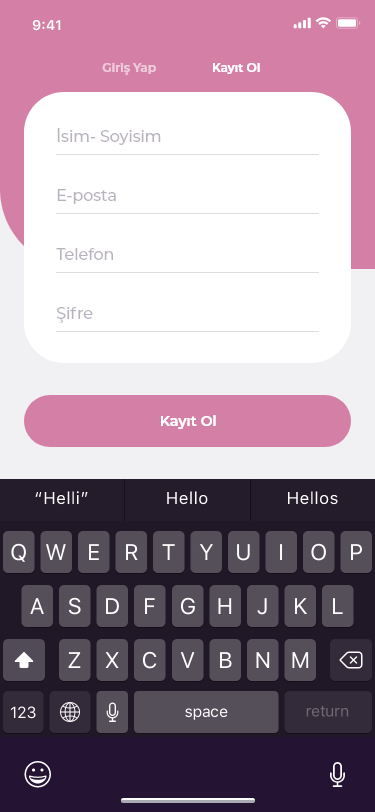 9:41
Giriş Yap Kayıt Ol
İsim- Soyisim
E-posta
Telefon
Şifre
Kayıt Ol
“Helli” Hello Hellos
Q W E R T Y U I O P
A S D F G H J K L
Z X C V B N M
123 space return